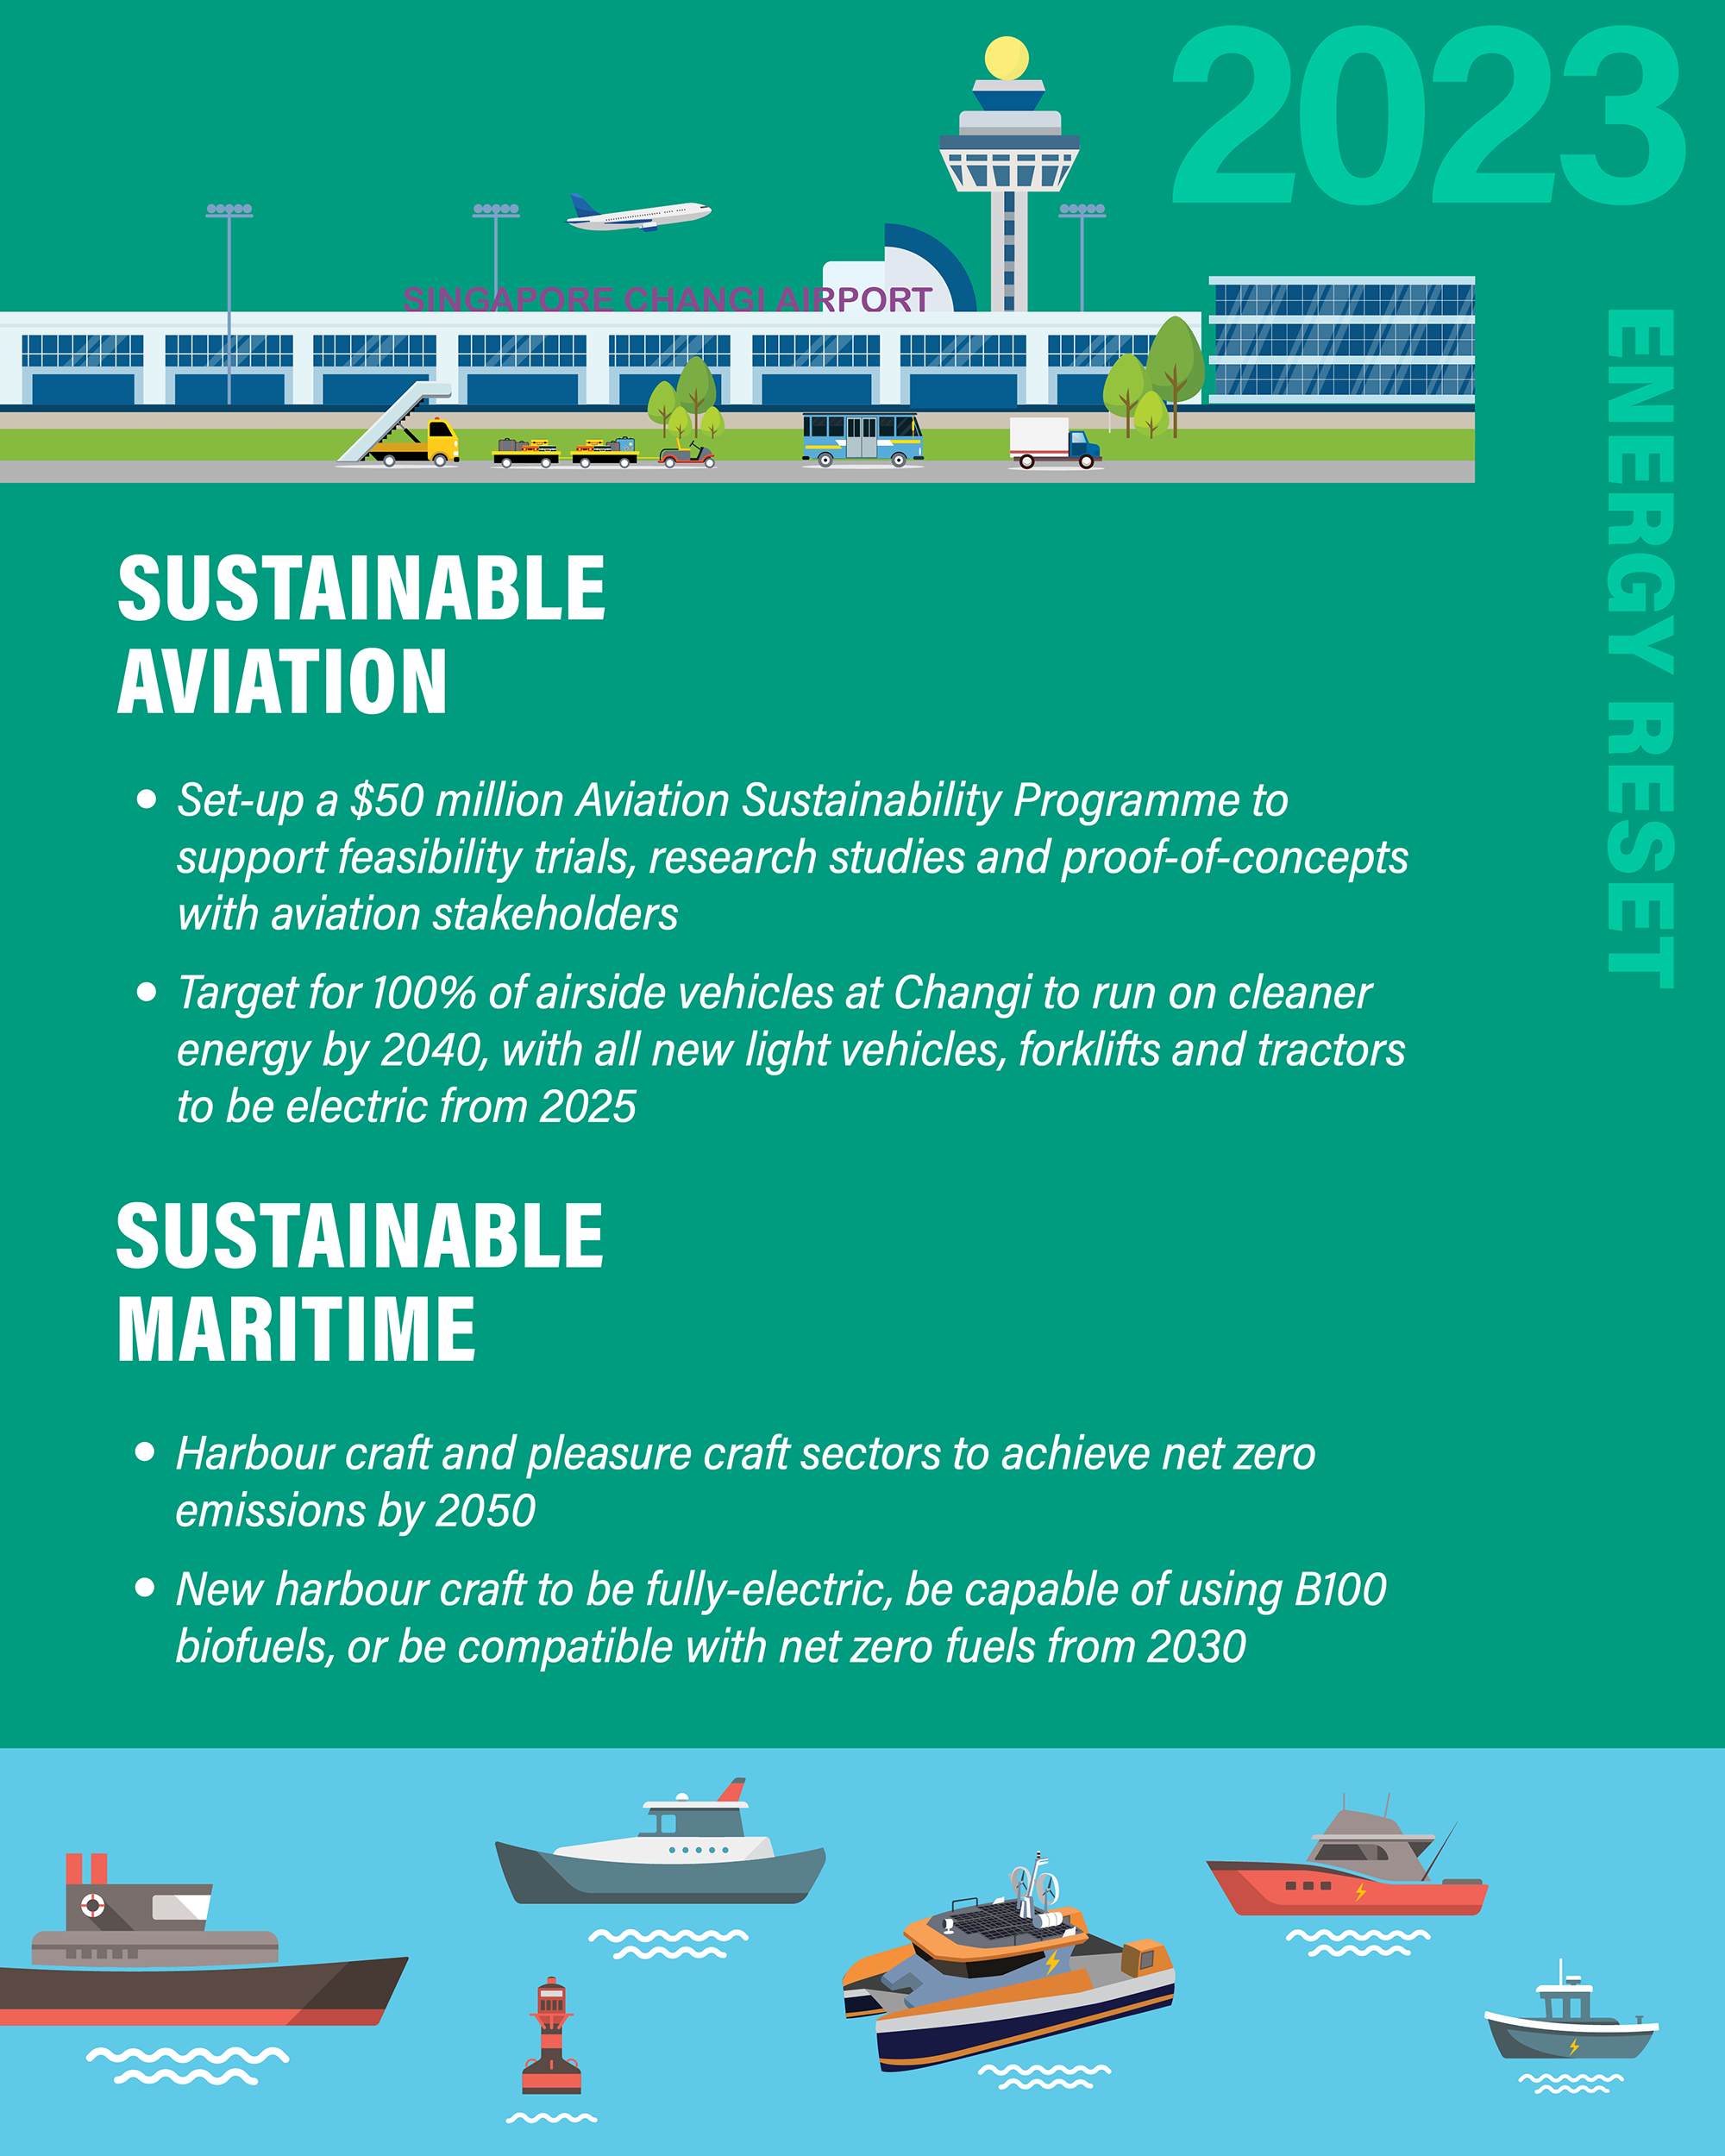 2023
SINGAPORE CHANGI AIRPORT
ENERGY RESET
SUSTAINABLE
AVIATION
• Set-up a $50 million Aviation Sustainability Programme to
support feasibility trials, research studies and proof-of-concepts
with aviation stakeholders
• Target for 100% of airside vehicles at Changi to run on cleaner
energy by 2040, with all new light vehicles, forklifts and tractors
to be electric from 2025
SUSTAINABLE
MARITIME
• Harbour craft and pleasure craft sectors to achieve net zero
emissions by 2050
• New harbour craft to be fully-electric, be capable of using B100
biofuels, or be compatible with net zero fuels from 2030